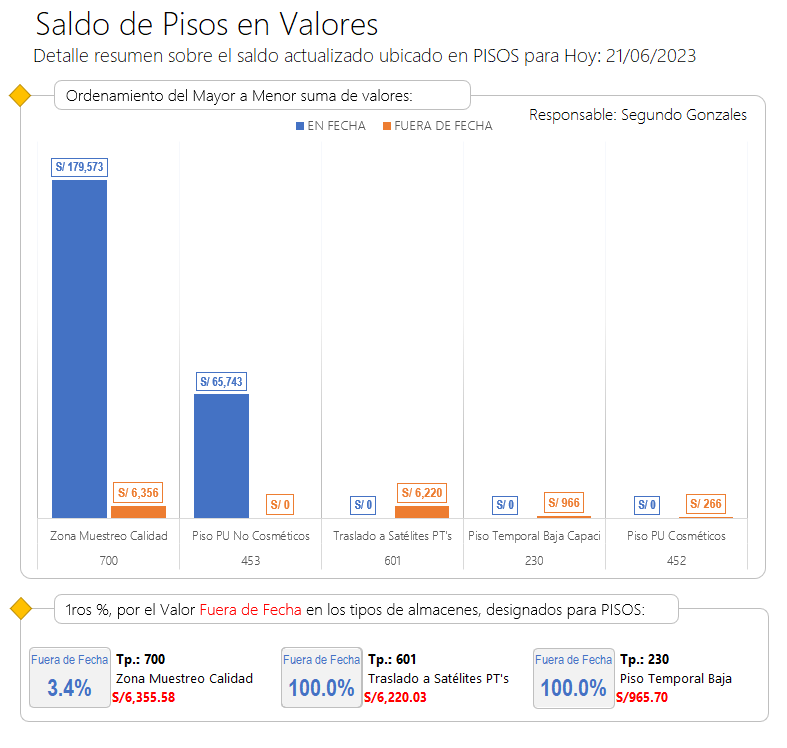 Saldo de Pisos en Valores
Detalle resumen sobre el saldo actualizado ubicado en PISOS para Hoy: 21/06/2023
Ordenamiento del Mayor a Menor suma de valores:
Responsable: Segundo Gonzales
EN FECHA FUERA DE FECHA
S/ 179,573
S/ 65,743
S/ 6,356 S/ 0 S/ 0 S/ 6,220 S/ 0 S/ 966 S/ 0 S/ 266
Zona Muestreo Calidad Piso PU No Cosméticos Traslado a Satélites PT's Piso Temporal Baja Capaci Piso PU Cosméticos
700 453 601 230 452
1ros %, por el Valor Fuera de Fecha en los tipos de almacenes, designados para PISOS:
Fuera de Fecha Tp.: 700 Fuera de Fecha Tp.: 601 Fuera de Fecha Tp.: 230
3.4% Zona Muestreo Calidad 100.0% Traslado a Satélites PT's 100.0% Piso Temporal Baja
S/6,355.58 S/6,220.03 S/965.70